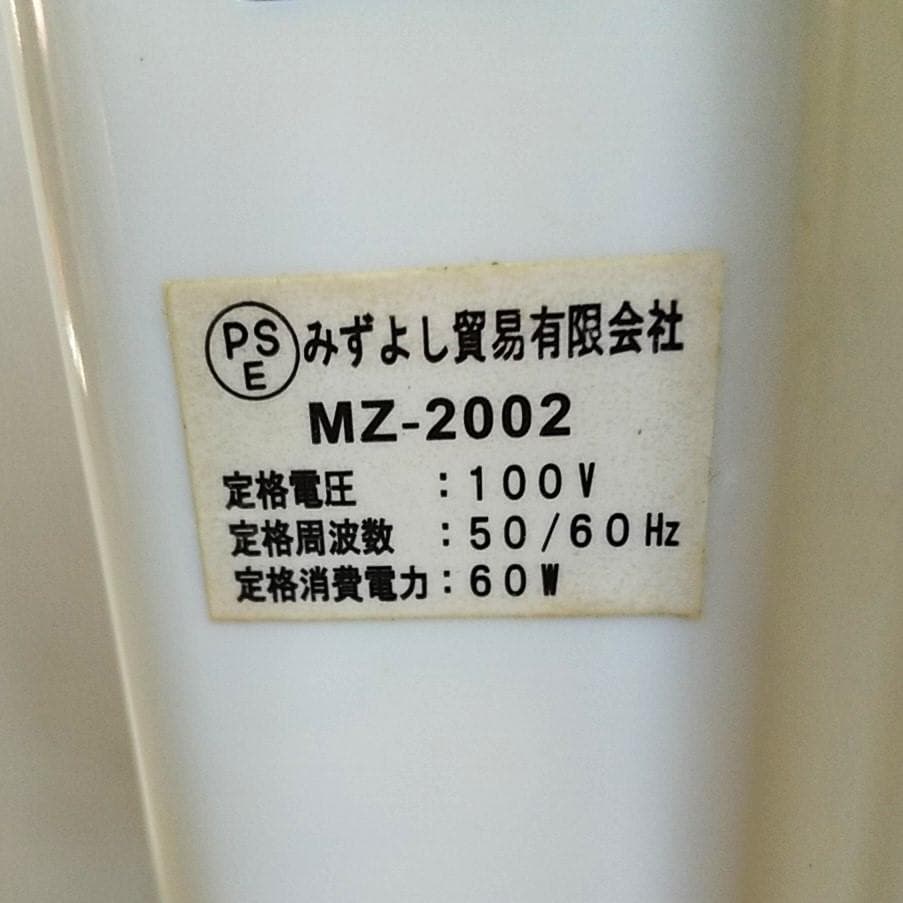 PSE みずよし貿易有限会社
MZ-2002
定格電圧　　：100V
定格周波数　：50/60Hz
定格消費電力：60W